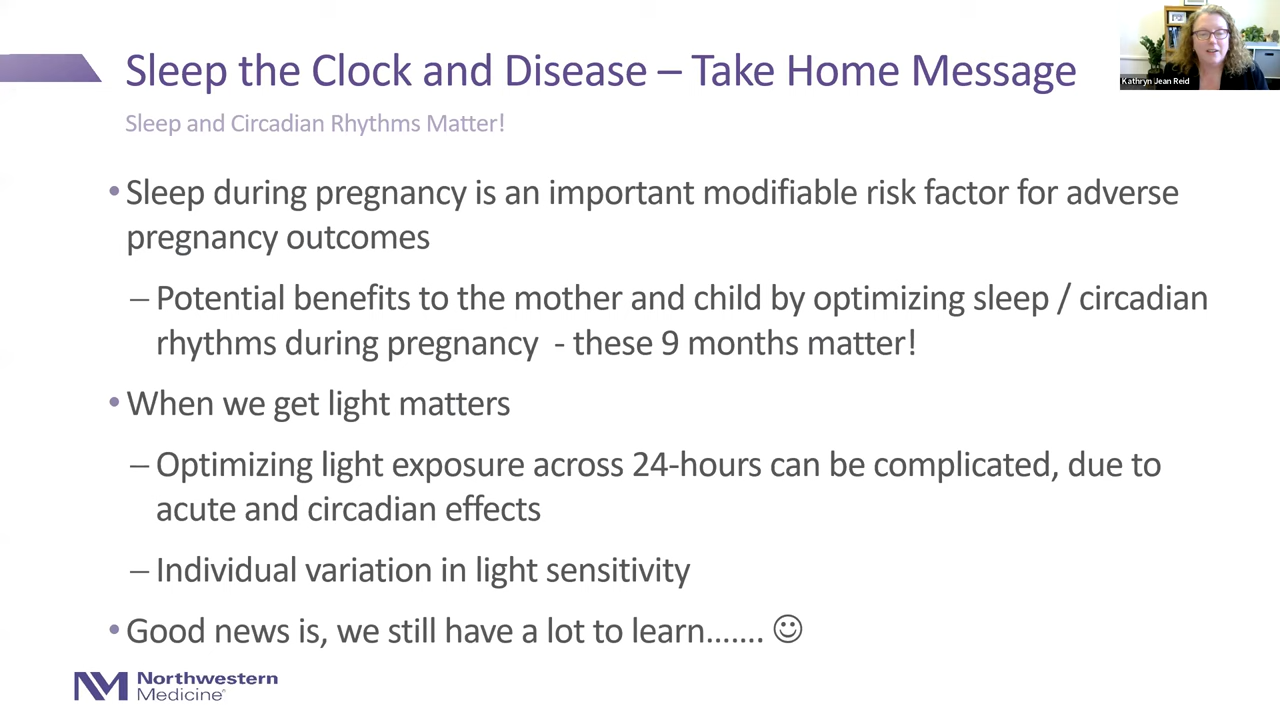 Sleep the Clock and Disease – Take Home Message
Kathryn Jean Reid
Sleep and Circadian Rhythms Matter!
• Sleep during pregnancy is an important modifiable risk factor for adverse
pregnancy outcomes
– Potential benefits to the mother and child by optimizing sleep / circadian
rhythms during pregnancy  - these 9 months matter!
• When we get light matters
– Optimizing light exposure across 24-hours can be complicated, due to
acute and circadian effects
– Individual variation in light sensitivity
• Good news is, we still have a lot to learn....... ☺
NM Northwestern
Medicine®